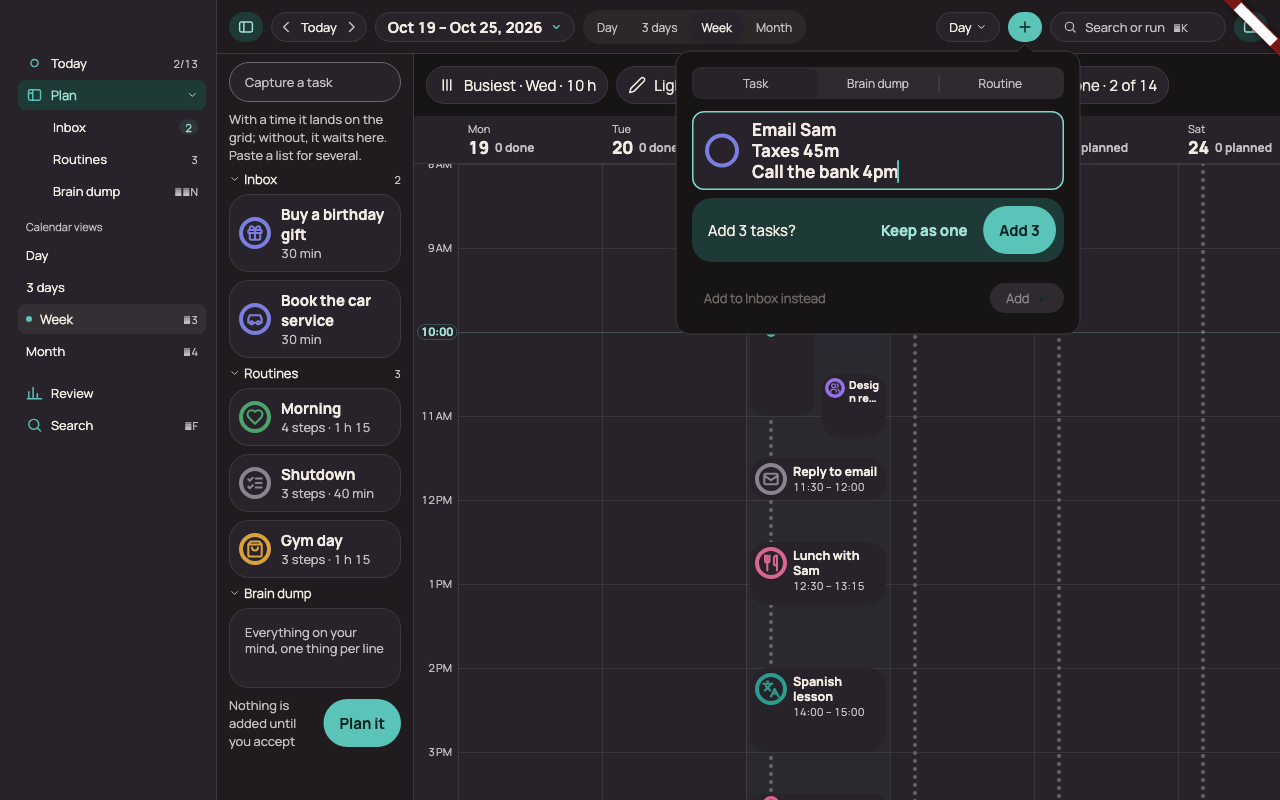 Today 2/13
Plan
Inbox 2
Routines 3
Brain dump N
Calendar views
Day
3 days
Week 3
Month 4
Review
Search F
Today
Oct 19 – Oct 25, 2026
Day 3 days Week Month
Day
Search or run K
Capture a task
With a time it lands on the
grid; without, it waits here.
Paste a list for several.
Inbox 2
Buy a birthday
gift
30 min
Book the car
service
30 min
Routines 3
Morning
4 steps · 1 h 15
Shutdown
3 steps · 40 min
Gym day
3 steps · 1 h 15
Brain dump
Everything on your
mind, one thing per line
Nothing is
added until
you accept
Plan it
Busiest · Wed · 10 h
· 2 of 14
Mon
19 0 done
Tue
20 0 done
planned
Sat
24 0 planned
Task Brain dump Routine
Email Sam
Taxes 45m
Call the bank 4pm
Add 3 tasks? Keep as one Add 3
Add to Inbox instead Add
8AM
9AM
10:00
11AM
12PM
1PM
2PM
3PM
Desig
n re…
Reply to email
11:30 – 12:00
Lunch with
Sam
12:30 – 13:15
Spanish
lesson
14:00 – 15:00